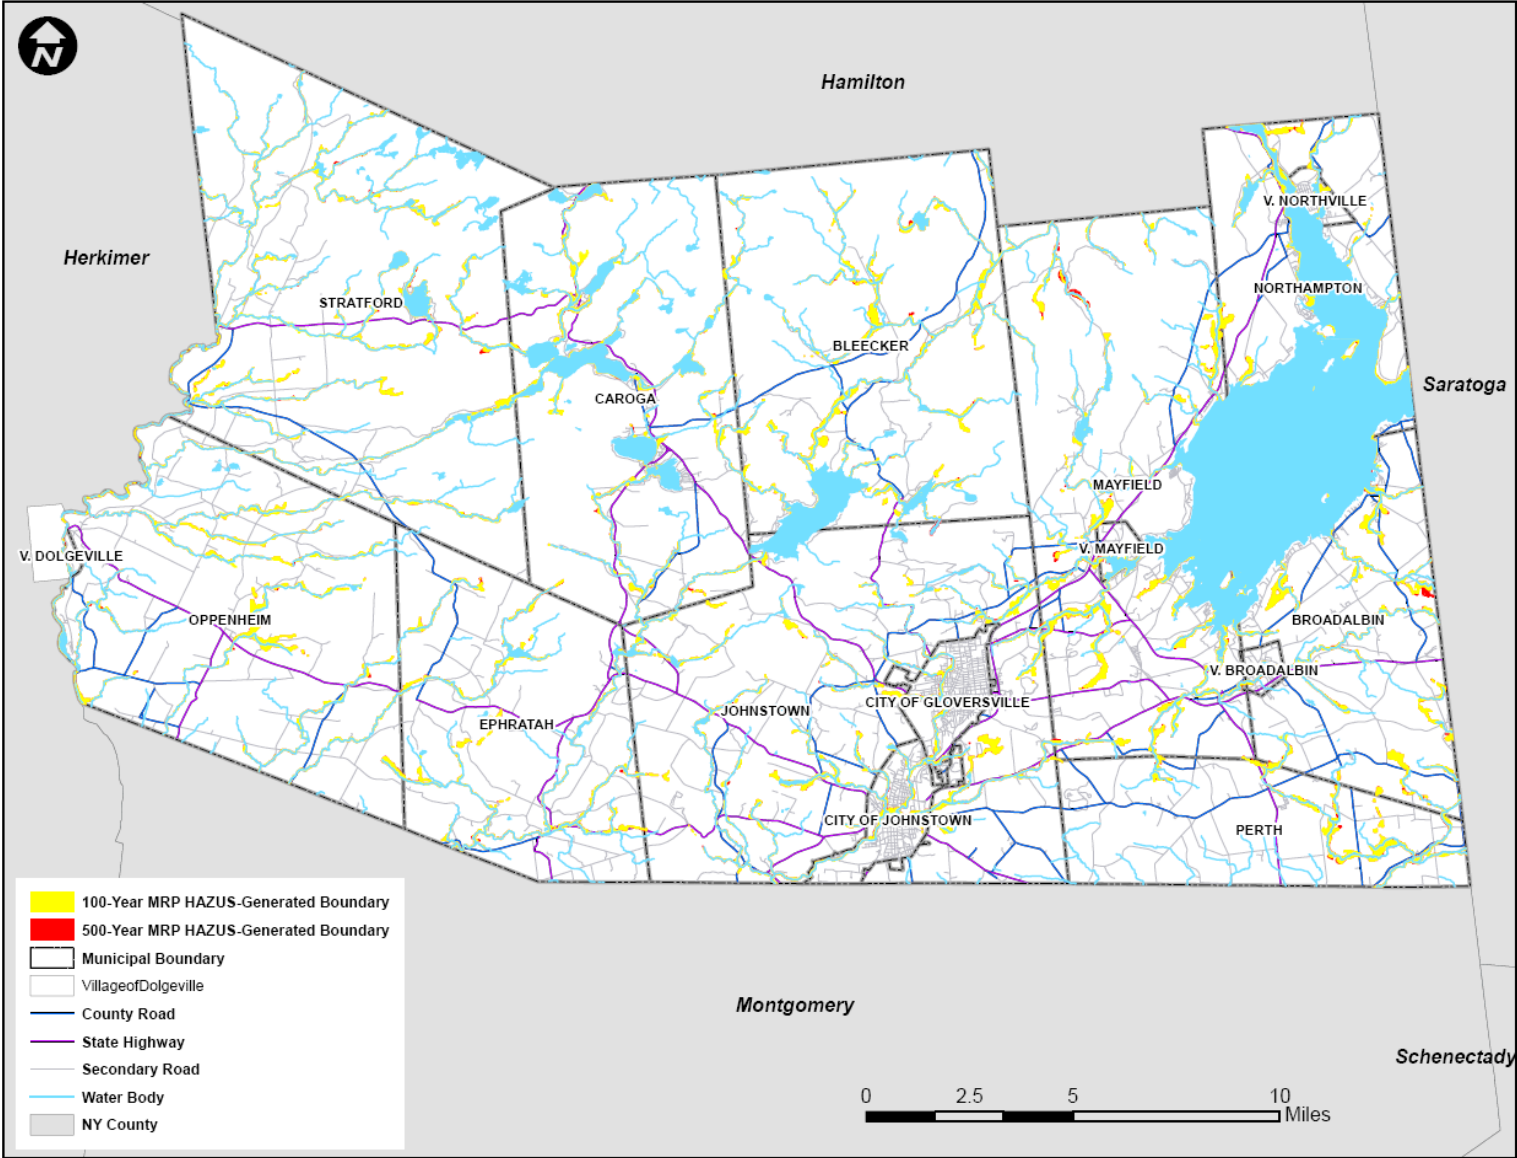 N
Hamilton
V. NORTHVILLE
Herkimer
NORTHAMPTON
STRATFORD
BLEECKER
Saratoga
CAROGA
MAYFIELD
V. MAYFIELD
V. DOLGEVILLE
OPPENHEIM
BROADALBIN
V. BROADALBIN
CITY OF GLOVERSVILLE
JOHNSTOWN
EPHRATAH
CITY OF JOHNSTOWN
PERTH
100-Year MRP HAZUS-Generated Boundary
500-Year MRP HAZUS-Generated Boundary
Municipal Boundary
VillageofDolgeville
County Road
State Highway
Secondary Road
Water Body
NY County
Montgomery
Schenectady
0 2.5 5 10
Miles